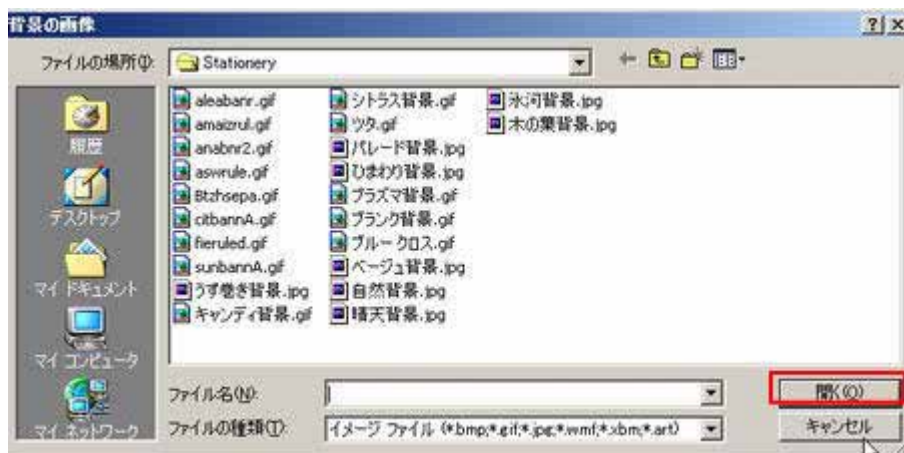 背景の画像
ファイルの場所(I):
Stationery
履歴
デスクトップ
マイ ドキュメント
マイ コンピュータ
マイ ネットワーク
aleabanr.gif
amaizrul.gif
anabnr2.gif
aswrule.gif
Btzhsepa.gif
citbannA.gif
fieruled.gif
sunbannA.gif
うず巻き背景.jpg
キャンディ背景.gif
シトラス背景.gif
ツタ.gif
パレード背景.jpg
ひまわり背景.jpg
プラズマ背景.gif
ブランク背景.gif
ブルー クロス.gif
ベージュ背景.jpg
自然背景.jpg
晴天背景.jpg
氷河背景.jpg
木の葉背景.jpg
ファイル名(N):
開く(O)
ファイルの種類(T):
イメージ ファイル (*.bmp;*.gif;*.jpg;*.wmf;*.xbm;*.art)
キャンセル